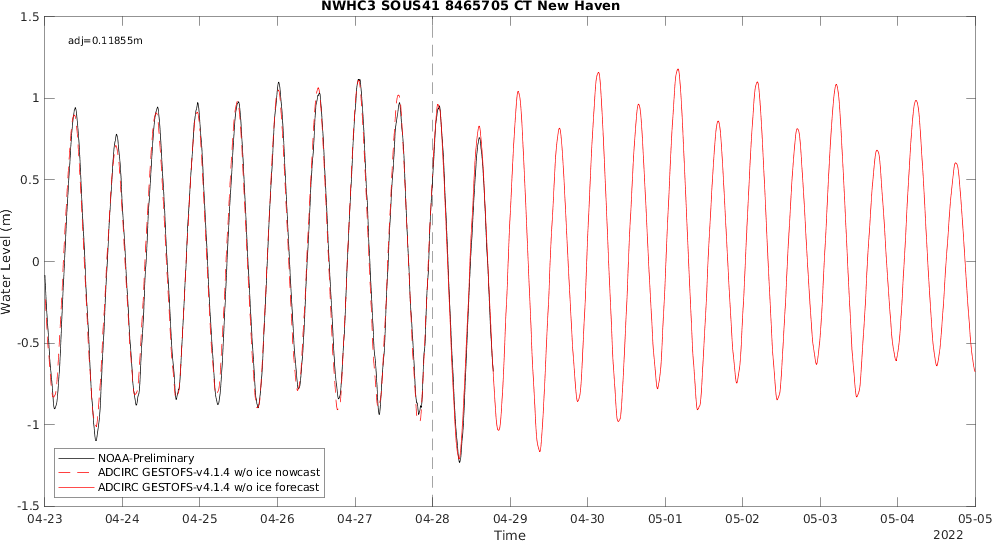 NWHC3 SOUS41 8465705 CT New Haven
adj=0.11855m
1.5
1
0.5
0
-0.5
-1
-1.5
Water Level (m)
NOAA-Preliminary
ADCIRC GESTOFS-v4.1.4 w/o ice nowcast
ADCIRC GESTOFS-v4.1.4 w/o ice forecast
04-23 04-24 04-25 04-26 04-27 04-28 04-29 04-30 05-01 05-02 05-03 05-04 05-05
Time
2022